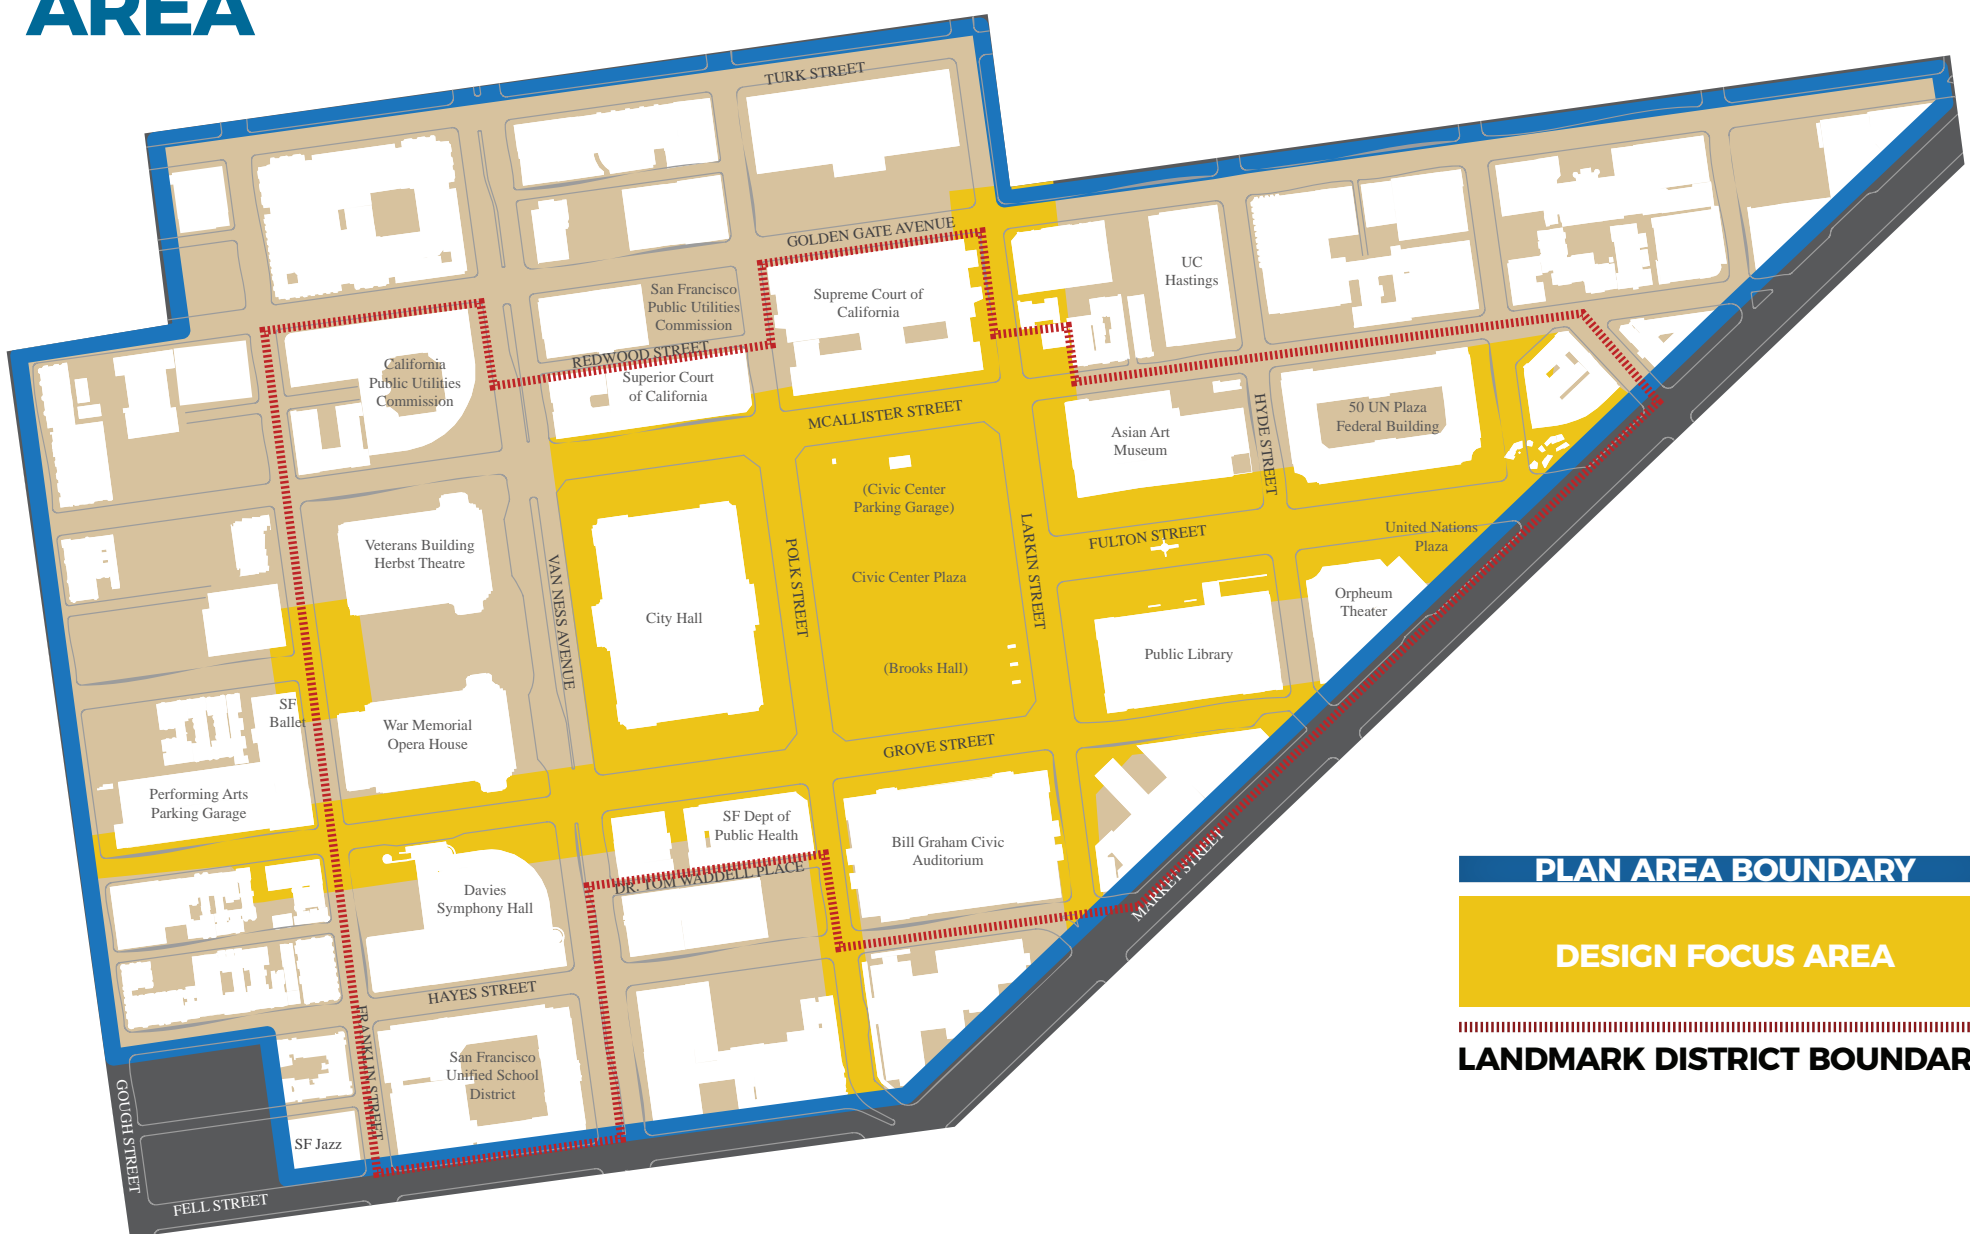 AREA
TURK STREET
GOLDEN GATE AVENUE
UC
Hastings
San Francisco
Public Utilities
Commission
Supreme Court of
California
REDWOOD STREET
California
Public Utilities
Commission
Superior Court
of California
MCALLISTER STREET
HYDE STREET
50 UN Plaza
Federal Building
Asian Art
Museum
(Civic Center
Parking Garage)
Veterans Building
Herbst Theatre
VAN NESS AVENUE
POLK STREET
LARKIN STREET
FULTON STREET
United Nations
Plaza
Civic Center Plaza
City Hall
Orpheum
Theater
Public Library
(Brooks Hall)
SF
Ballet
War Memorial
Opera House
GROVE STREET
Performing Arts
Parking Garage
SF Dept of
Public Health
Bill Graham Civic
Auditorium
DR. TOM WADDELL PLACE
MARKET STREET
Davies
Symphony Hall
HAYES STREET
FRANKLIN STREET
San Francisco
Unified School
District
GOUGH STREET
SF Jazz
FELL STREET
PLAN AREA BOUNDARY
DESIGN FOCUS AREA
LANDMARK DISTRICT BOUNDAR